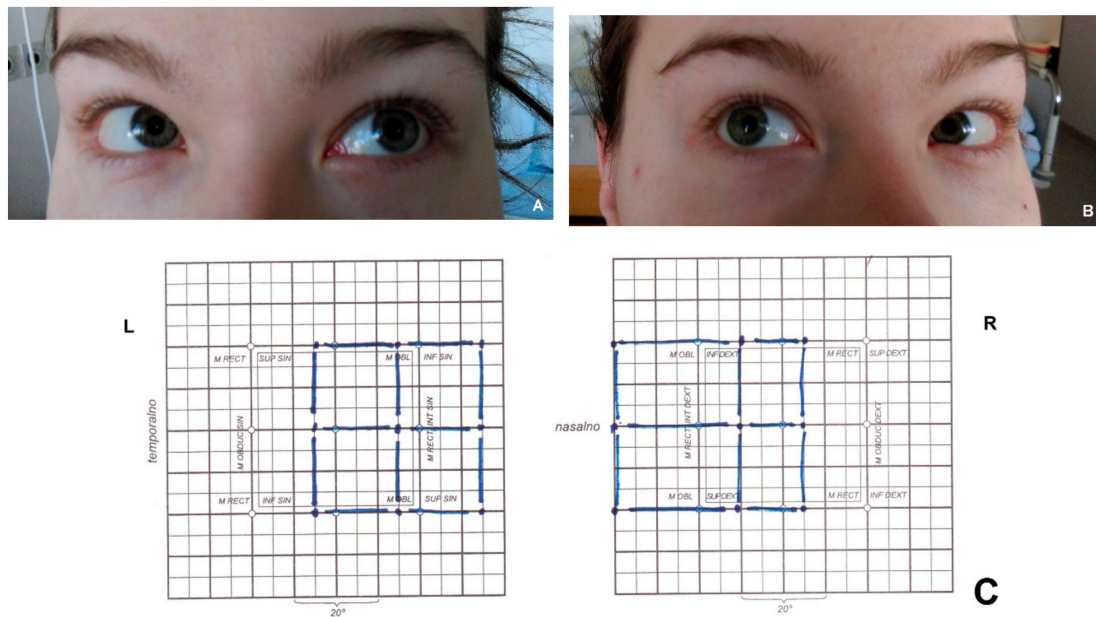 A
B
L
R
M RECT SUP SIN M OBL INF SIN
temporalno
M OBDUC SIN
M RECT INT SIN
M RECT INF SIN M OBL SUP SIN
20°
M OBL INF DEXT M RECT SUP DEXT
nasalno
M RECT INT DEXT
M OBDUC DEXT
M OBL SUP DEXT M RECT INF DEXT
20°
C